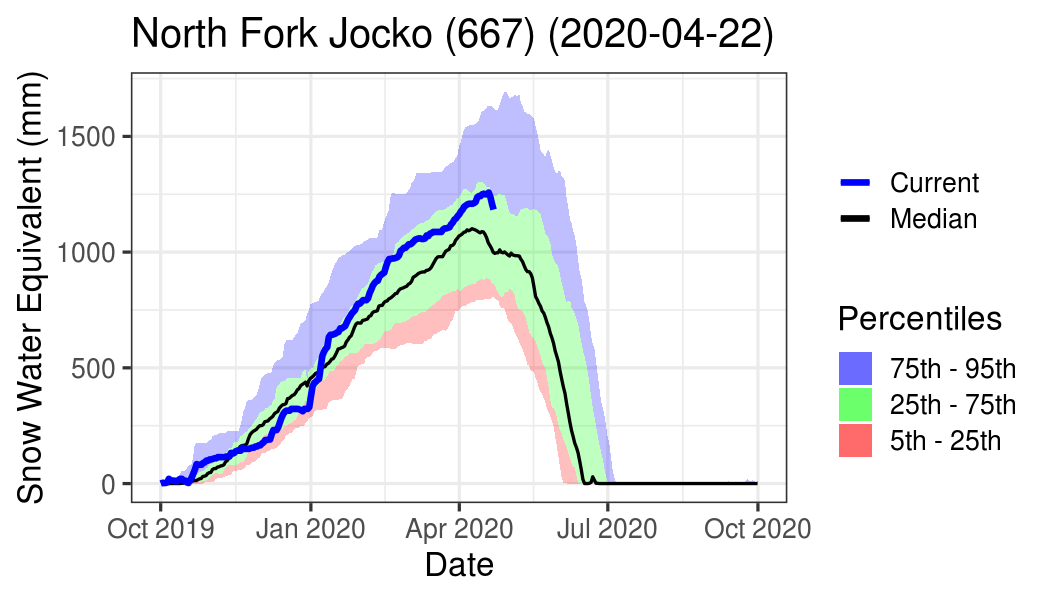 North Fork Jocko (667) (2020-04-22)
Snow Water Equivalent (mm)
1500
1000
500
0
Oct 2019
Jan 2020
Apr 2020
Jul 2020
Oct 2020
Date
Current
Median
Percentiles
75th - 95th
25th - 75th
5th - 25th